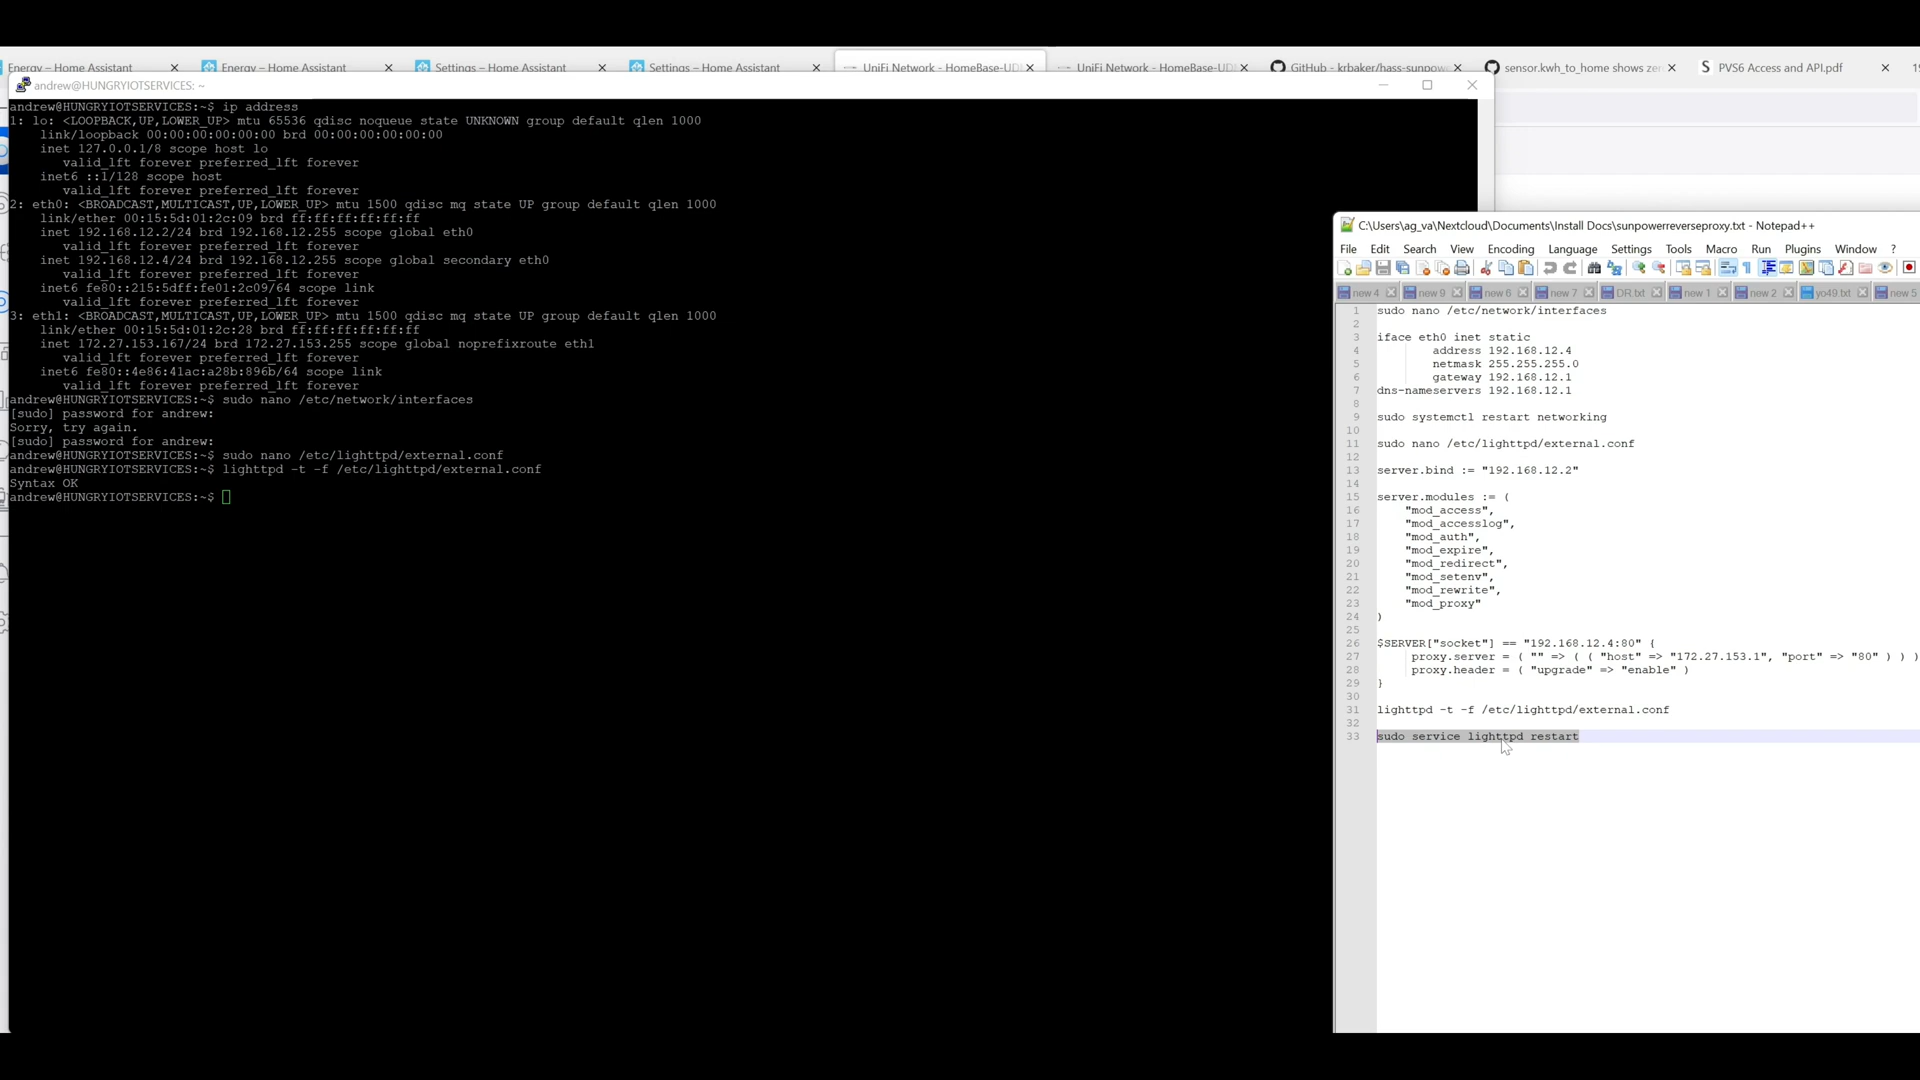 Energy – Home Assistant
Energy – Home Assistant
Settings – Home Assistant
Settings – Home Assistant
UniFi Network - HomeBase-UD
UniFi Network - HomeBase-UD
GitHub - krbaker/hass-sunpow
sensor.kwh_to_home shows ze
PVS6 Access and API.pdf
andrew@HUNGRYIOTSERVICES: ~
andrew@HUNGRYIOTSERVICES:~$ ip address
1: lo: <LOOPBACK,UP,LOWER_UP> mtu 65536 qdisc noqueue state UNKNOWN group default qlen 1000
link/loopback 00:00:00:00:00:00 brd 00:00:00:00:00:00
inet 127.0.0.1/8 scope host lo
valid_lft forever preferred_lft forever
inet6 ::1/128 scope host
valid_lft forever preferred_lft forever
2: eth0: <BROADCAST,MULTICAST,UP,LOWER_UP> mtu 1500 qdisc mq state UP group default qlen 1000
link/ether 00:15:5d:01:2c:09 brd ff:ff:ff:ff:ff:ff
inet 192.168.12.2/24 brd 192.168.12.255 scope global eth0
valid_lft forever preferred_lft forever
inet 192.168.12.4/24 brd 192.168.12.255 scope global secondary eth0
valid_lft forever preferred_lft forever
inet6 fe80::215:5dff:fe01:2c09/64 scope link
valid_lft forever preferred_lft forever
3: eth1: <BROADCAST,MULTICAST,UP,LOWER_UP> mtu 1500 qdisc mq state UP group default qlen 1000
link/ether 00:15:5d:01:2c:28 brd ff:ff:ff:ff:ff:ff
inet 172.27.153.167/24 brd 172.27.153.255 scope global noprefixroute eth1
valid_lft forever preferred_lft forever
inet6 fe80::4e86:41ac:a28b:896b/64 scope link
valid_lft forever preferred_lft forever
andrew@HUNGRYIOTSERVICES:~$ sudo nano /etc/network/interfaces
[sudo] password for andrew:
Sorry, try again.
[sudo] password for andrew:
andrew@HUNGRYIOTSERVICES:~$ sudo nano /etc/lighttpd/external.conf
andrew@HUNGRYIOTSERVICES:~$ lighttpd -t -f /etc/lighttpd/external.conf
Syntax OK
andrew@HUNGRYIOTSERVICES:~$
C:\Users\ag_va\Nextcloud\Documents\Install Docs\sunpowerreverseproxy.txt - Notepad++
File Edit Search View Encoding Language Settings Tools Macro Run Plugins Window ?
new 4 new 9 new 6 new 7 DR.txt new 1 new 2 yo49.txt new 5
1 sudo nano /etc/network/interfaces
2
3 iface eth0 inet static
4 address 192.168.12.4
5 netmask 255.255.255.0
6 gateway 192.168.12.1
7 dns-nameservers 192.168.12.1
8
9 sudo systemctl restart networking
10
11 sudo nano /etc/lighttpd/external.conf
12
13 server.bind := "192.168.12.2"
14
15 server.modules := (
16 "mod_access",
17 "mod_accesslog",
18 "mod_auth",
19 "mod_expire",
20 "mod_redirect",
21 "mod_setenv",
22 "mod_rewrite",
23 "mod_proxy"
24 )
25
26 $SERVER["socket"] == "192.168.12.4:80" {
27 proxy.server = ( "" => ( ( "host" => "172.27.153.1", "port" => "80" ) ) )
28 proxy.header = ( "upgrade" => "enable" )
29 }
30
31 lighttpd -t -f /etc/lighttpd/external.conf
32
33 sudo service lighttpd restart